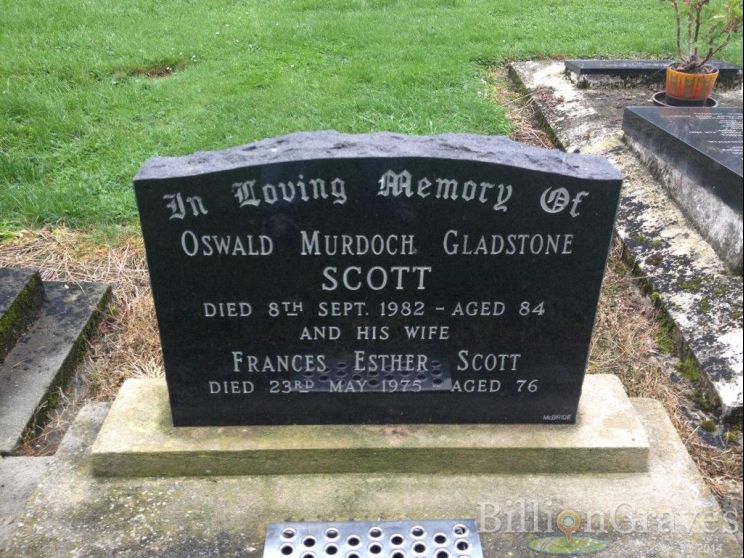 In Loving Memory Of
OSWALD MURDOCH GLADSTONE
SCOTT
DIED 8TH SEPT. 1982 - AGED 84
AND HIS WIFE
FRANCES ESTHER SCOTT
DIED 23RD MAY 1975 - AGED 76
McBRIDE
BillionGraves